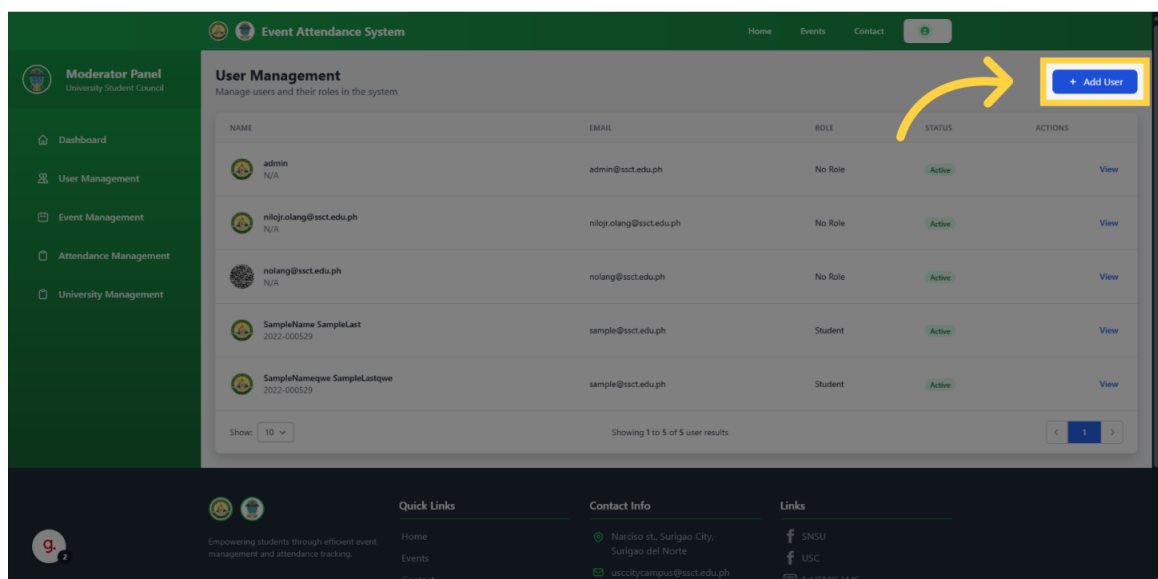 Event Attendance System
Home Events Contact
Moderator Panel
University Student Council
Dashboard
User Management
Event Management
Attendance Management
University Management
User Management
Manage users and their roles in the system
+ Add User
NAME EMAIL ROLE STATUS ACTIONS
admin
N/A
admin@ssct.edu.ph No Role Active View
nilojr.olang@ssct.edu.ph
N/A
nilojr.olang@ssct.edu.ph No Role Active View
nolang@ssct.edu.ph
N/A
nolang@ssct.edu.ph No Role Active View
SampleName SampleLast
2022-000529
sample@ssct.edu.ph Student Active View
SampleNameqwe SampleLastqwe
2022-000529
sample@ssct.edu.ph Student Active View
Show: 10
Showing 1 to 5 of 5 user results
< 1 >
Empowering students through efficient event
management and attendance tracking.
Quick Links
Home
Events
Contact Info
Narciso st., Surigao City,
Surigao del Norte
usccitycampus@ssct.edu.ph
Links
SNSU
USC
g. 2